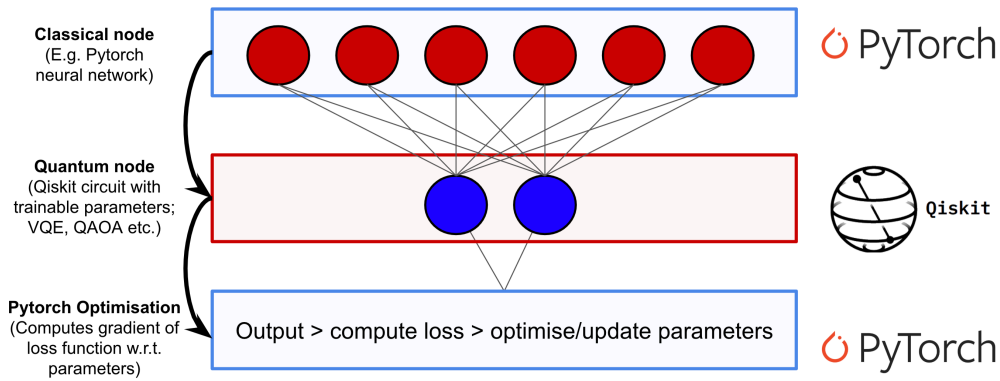 Classical node
(E.g. Pytorch
neural network)
PyTorch
Quantum node
(Qiskit circuit with
trainable parameters;
VQE, QAOA etc.)
Qiskit
Pytorch Optimisation
(Computes gradient of
loss function w.r.t.
parameters)
Output > compute loss > optimise/update parameters
PyTorch